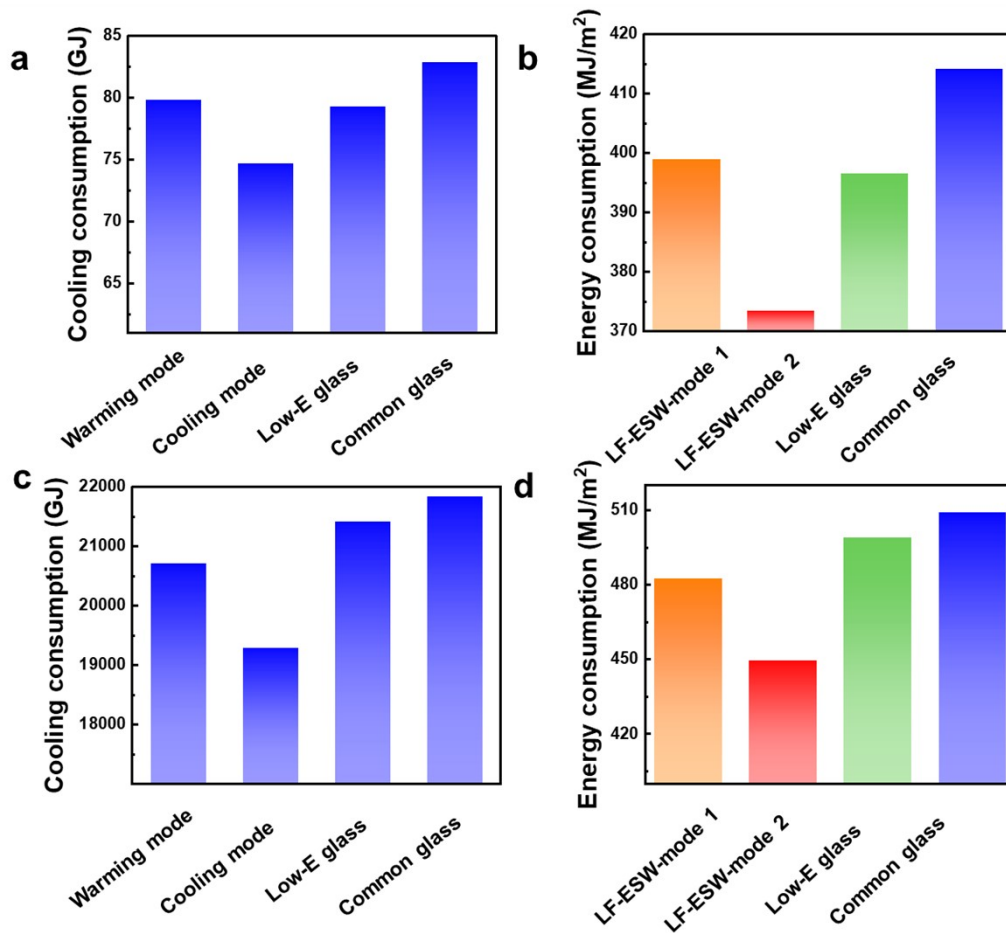 a
Cooling consumption (GJ)
85
80
75
70
65
Warming mode
Cooling mode
Low-E glass
Common glass
b
Energy consumption (MJ/m²)
420
410
400
390
380
370
LF-ESW-mode 1
LF-ESW-mode 2
Low-E glass
Common glass
c
Cooling consumption (GJ)
22000
21000
20000
19000
18000
Warming mode
Cooling mode
Low-E glass
Common glass
d
Energy consumption (MJ/m²)
510
480
450
420
LF-ESW-mode 1
LF-ESW-mode 2
Low-E glass
Common glass